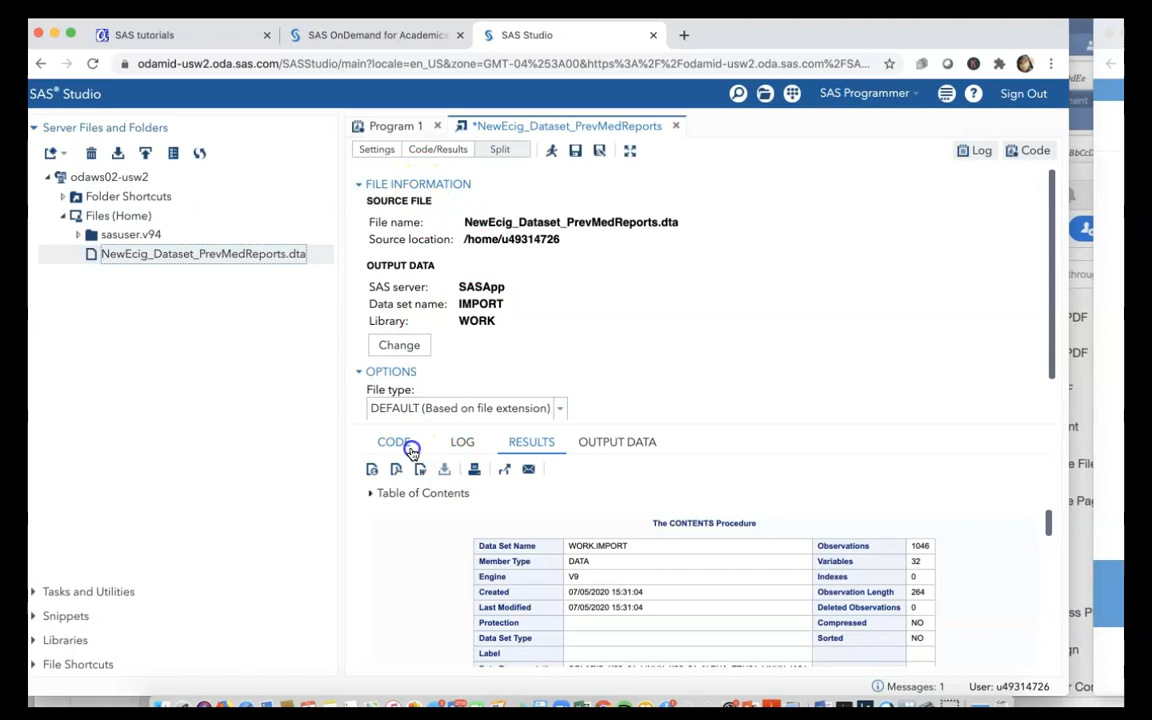 SAS tutorials
SAS OnDemand for Academics
SAS Studio
odamid-usw2.oda.sas.com/SASStudio/main?locale=en_US&zone=GMT-04%253A00&https%3A%2F%2Fodamid-usw2.oda.sas.com%2FSA...
SAS® Studio
SAS Programmer
Sign Out
Server Files and Folders
odaws02-usw2
Folder Shortcuts
Files (Home)
sasuser.v94
NewEcig_Dataset_PrevMedReports.dta
Tasks and Utilities
Snippets
Libraries
File Shortcuts
Program 1
*NewEcig_Dataset_PrevMedReports
Settings
Code/Results
Split
Log
Code
FILE INFORMATION
SOURCE FILE
File name: NewEcig_Dataset_PrevMedReports.dta
Source location: /home/u49314726
OUTPUT DATA
SAS server: SASApp
Data set name: IMPORT
Library: WORK
Change
OPTIONS
File type:
DEFAULT (Based on file extension)
CODE
LOG
RESULTS
OUTPUT DATA
Table of Contents
The CONTENTS Procedure
Data Set Name WORK.IMPORT Observations 1046
Member Type DATA Variables 32
Engine V9 Indexes 0
Created 07/05/2020 15:31:04 Observation Length 264
Last Modified 07/05/2020 15:31:04 Deleted Observations 0
Protection Compressed NO
Data Set Type Sorted NO
Label
Messages: 1
User: u49314726
PDF
PDF